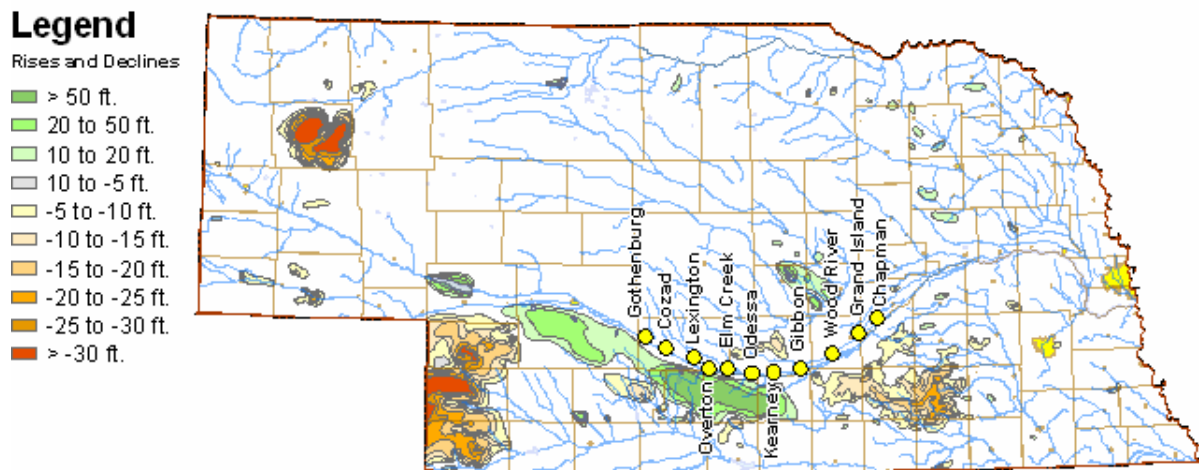 Legend
Rises and Declines
> 50 ft.
20 to 50 ft.
10 to 20 ft.
10 to -5 ft.
-5 to -10 ft.
-10 to -15 ft.
-15 to -20 ft.
-20 to -25 ft.
-25 to -30 ft.
> -30 ft.
Gothenburg
Cozad
Lexington
Overton
Elm Creek
Odessa
Kearney
Gibbon
Wood River
Grand-Island
Chapman